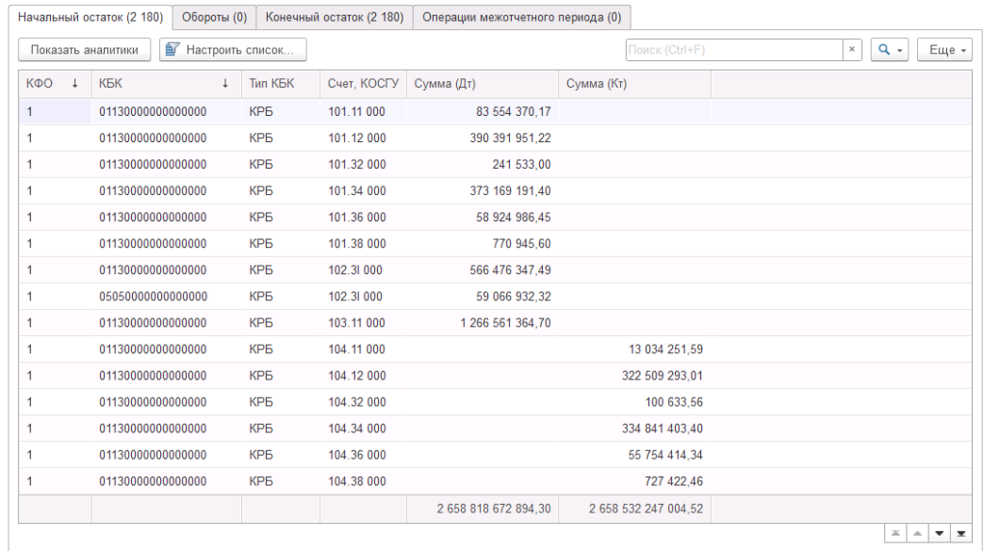 Начальный остаток (2 180) Обороты (0) Конечный остаток (2 180) Операции межотчетного периода (0)
Показать аналитики Настроить список... Поиск (Ctrl+F) × Еще
КФО ↓ КБК ↓ Тип КБК Счет, КОСГУ Сумма (Дт) Сумма (Кт)
1 01130000000000000 КРБ 101.11 000 83 554 370,17
1 01130000000000000 КРБ 101.12 000 390 391 951,22
1 01130000000000000 КРБ 101.32 000 241 533,00
1 01130000000000000 КРБ 101.34 000 373 169 191,40
1 01130000000000000 КРБ 101.36 000 58 924 986,45
1 01130000000000000 КРБ 101.38 000 770 945,60
1 01130000000000000 КРБ 102.3I 000 566 476 347,49
1 05050000000000000 КРБ 102.3I 000 59 066 932,32
1 01130000000000000 КРБ 103.11 000 1 266 561 364,70
1 01130000000000000 КРБ 104.11 000 13 034 251,59
1 01130000000000000 КРБ 104.12 000 322 509 293,01
1 01130000000000000 КРБ 104.32 000 100 633,56
1 01130000000000000 КРБ 104.34 000 334 841 403,40
1 01130000000000000 КРБ 104.36 000 55 754 414,34
1 01130000000000000 КРБ 104.38 000 727 422,46
2 658 818 672 894,30 2 658 532 247 004,52